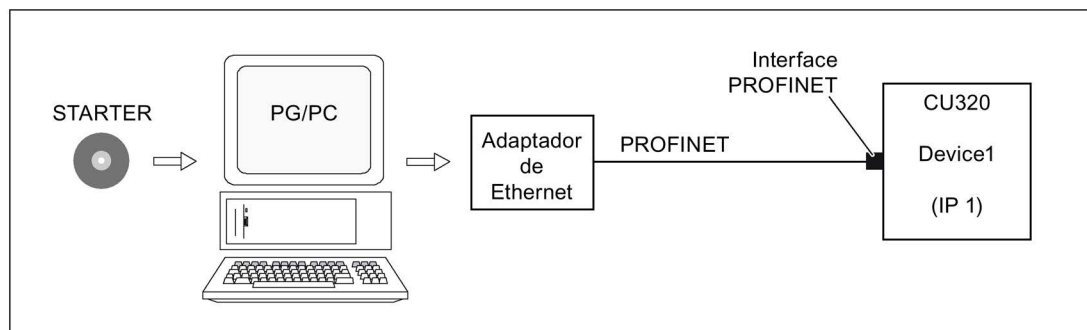 STARTER
PG/PC
Adaptador
de
Ethernet
PROFINET
Interface
PROFINET
CU320
Device1
(IP 1)